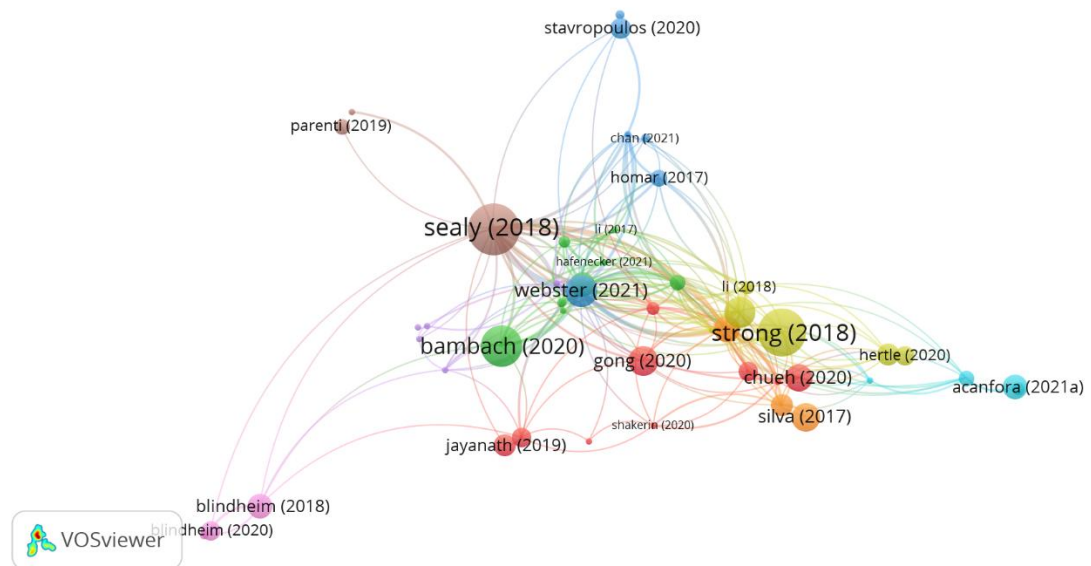 stavropoulos (2020)
parenti (2019)
chan (2021)
homar (2017)
sealy (2018)
li (2017)
hafenecker (2021)
webster (2021)
li (2018)
strong (2018)
bambach (2020)
gong (2020)
hertle (2020)
chueh (2020)
acanfora (2021a)
silva (2017)
shakerin (2020)
jayanath (2019)
blindheim (2018)
blindheim (2020)
VOSviewer